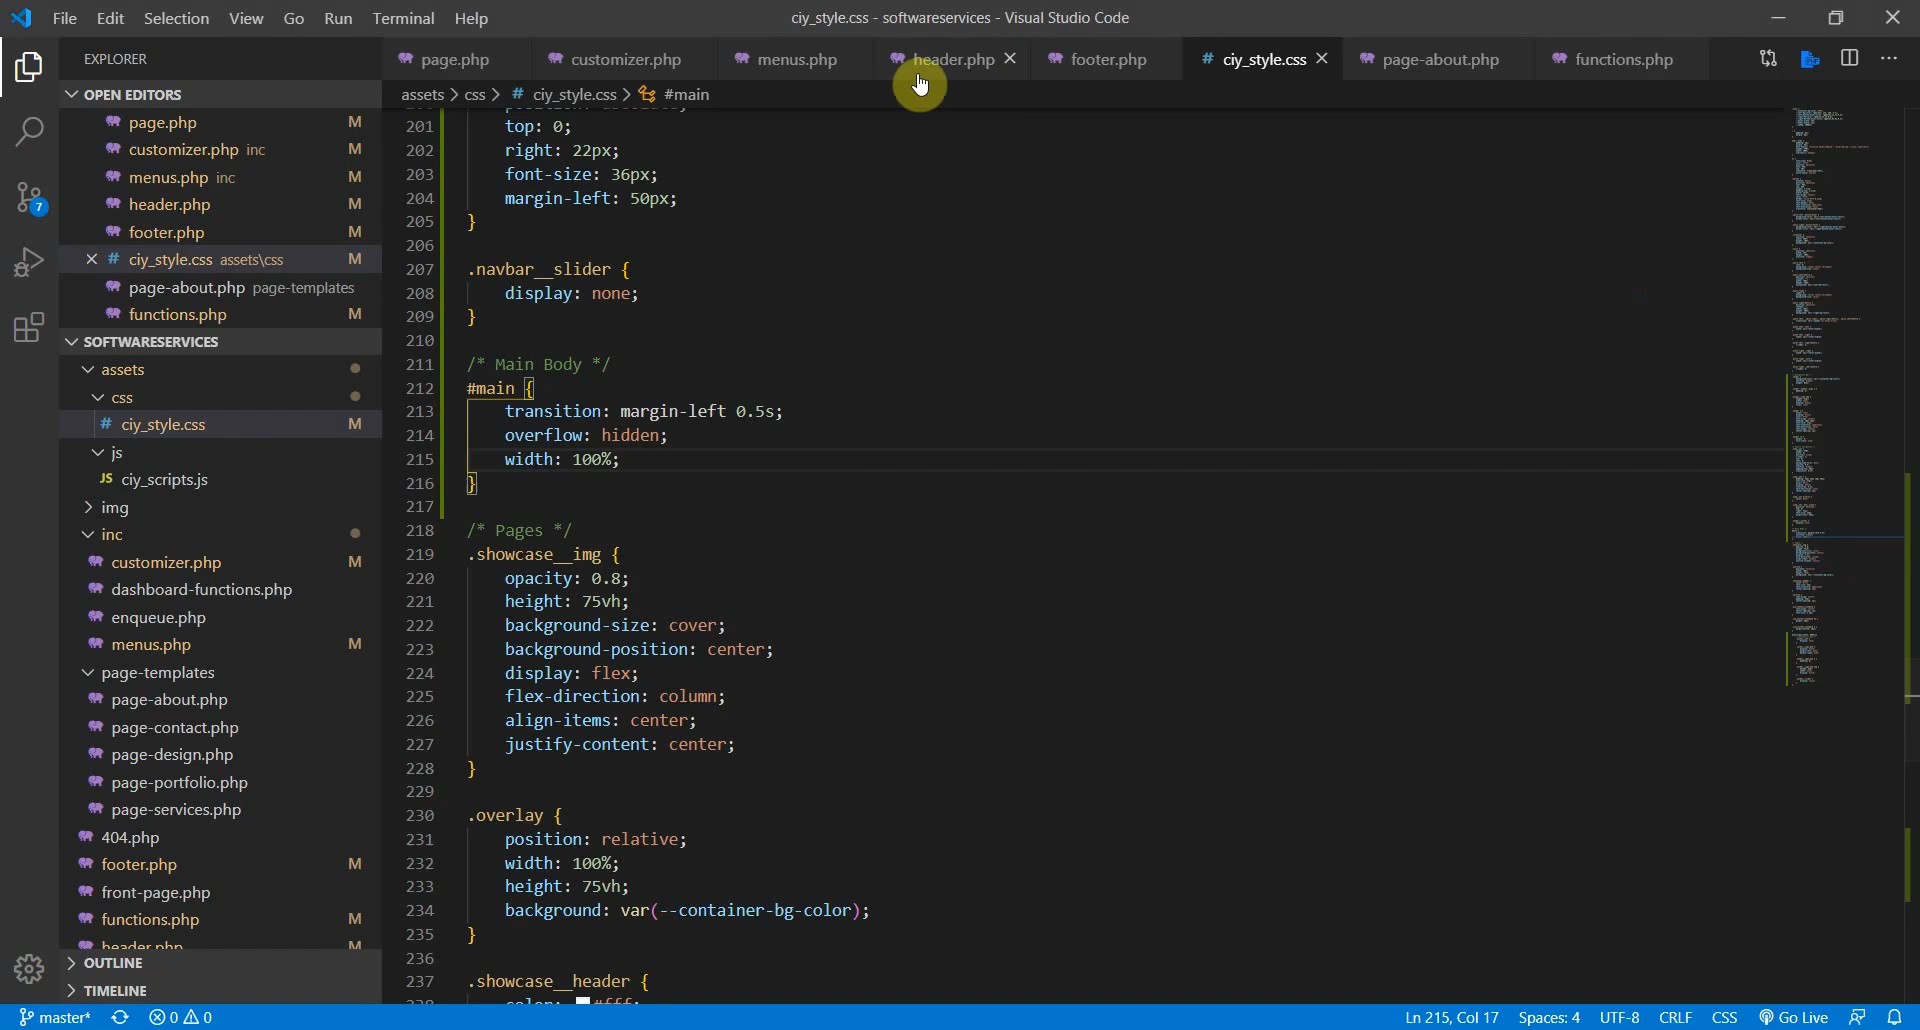 File Edit Selection View Go Run Terminal Help
ciy_style.css - softwareservices - Visual Studio Code
EXPLORER
page.php
customizer.php
menus.php
header.php
footer.php
# ciy_style.css
page-about.php
functions.php
OPEN EDITORS
page.php M
customizer.php inc M
menus.php inc M
header.php M
footer.php M
# ciy_style.css assets\css M
page-about.php page-templates
functions.php M
SOFTWARESERVICES
assets
css
# ciy_style.css M
js
JS ciy_scripts.js
img
inc
customizer.php M
dashboard-functions.php
enqueue.php
menus.php M
page-templates
page-about.php
page-contact.php
page-design.php
page-portfolio.php
page-services.php
404.php
footer.php M
front-page.php
functions.php M
header.php M
OUTLINE
TIMELINE
7
assets > css > # ciy_style.css > #main
201 top: 0;
202 right: 22px;
203 font-size: 36px;
204 margin-left: 50px;
205 }
206
207 .navbar__slider {
208 display: none;
209 }
210
211 /* Main Body */
212 #main {
213 transition: margin-left 0.5s;
214 overflow: hidden;
215 width: 100%;
216 }
217
218 /* Pages */
219 .showcase__img {
220 opacity: 0.8;
221 height: 75vh;
222 background-size: cover;
223 background-position: center;
224 display: flex;
225 flex-direction: column;
226 align-items: center;
227 justify-content: center;
228 }
229
230 .overlay {
231 position: relative;
232 width: 100%;
233 height: 75vh;
234 background: var(--container-bg-color);
235 }
236
237 .showcase__header {
238 color: #fff;
master* 0 0
Ln 215, Col 17 Spaces: 4 UTF-8 CRLF CSS Go Live